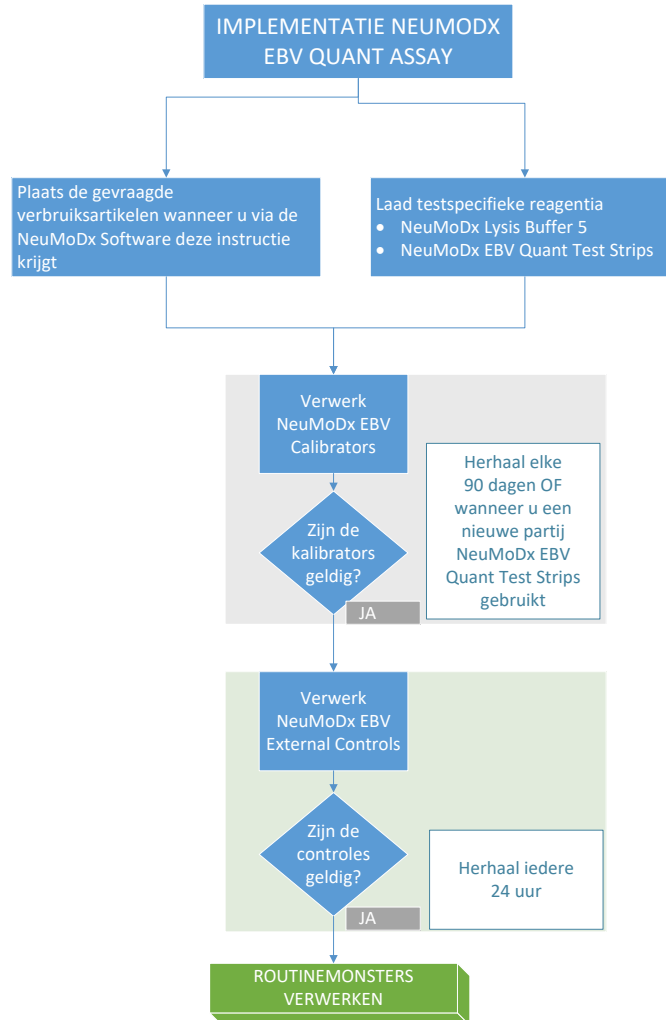 IMPLEMENTATIE NEUMODX
EBV QUANT ASSAY
Plaats de gevraagde
verbruiksartikelen wanneer u via de
NeuMoDx Software deze instructie
krijgt
Laad testspecifieke reagentia
• NeuMoDx Lysis Buffer 5
• NeuMoDx EBV Quant Test Strips
Verwerk
NeuMoDx EBV
Calibrators
Zijn de
kalibrators
geldig?
JA
Herhaal elke
90 dagen OF
wanneer u een
nieuwe partij
NeuMoDx EBV
Quant Test Strips
gebruikt
Verwerk
NeuMoDx EBV
External Controls
Zijn de
controles
geldig?
JA
Herhaal iedere
24 uur
ROUTINEMONSTERS
VERWERKEN